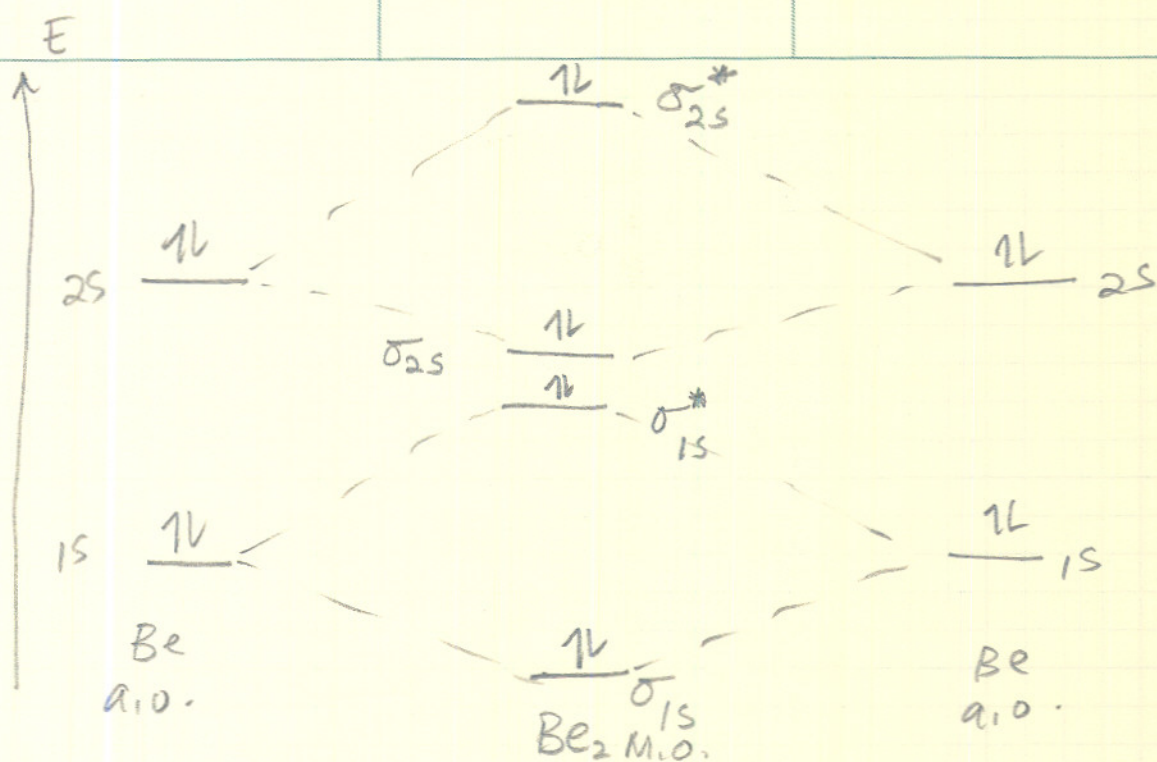 E
⥮ σ*2s
2s ⥮ ⥮ 2s
σ2s ⥮
⥮ σ*1s
1s ⥮ ⥮ 1s
⥮ σ1s
Be Be
a.o. Be2 M.O. a.o.